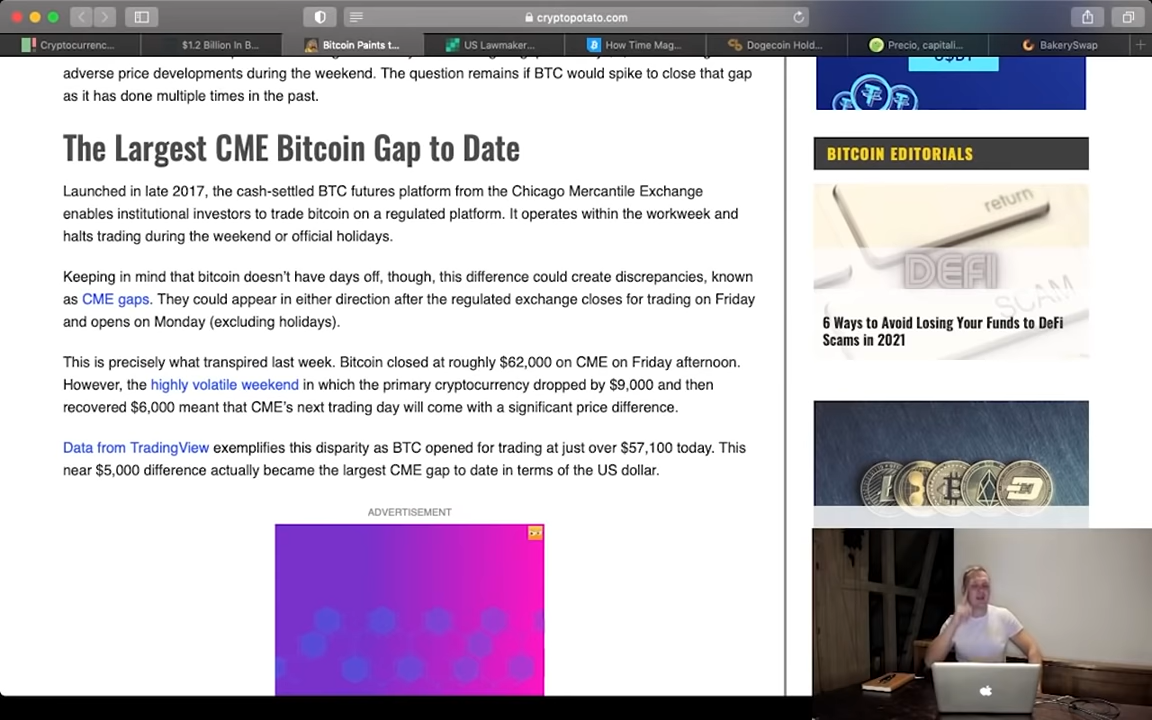 cryptopotato.com
Cryptocurrenc...
$1.2 Billion In B...
Bitcoin Paints t...
US Lawmaker...
How Time Mag...
Dogecoin Hold...
Precio, capitali...
BakerySwap
adverse price developments during the weekend. The question remains if BTC would spike to close that gap
as it has done multiple times in the past.
The Largest CME Bitcoin Gap to Date
Launched in late 2017, the cash-settled BTC futures platform from the Chicago Mercantile Exchange
enables institutional investors to trade bitcoin on a regulated platform. It operates within the workweek and
halts trading during the weekend or official holidays.
Keeping in mind that bitcoin doesn't have days off, though, this difference could create discrepancies, known
as CME gaps. They could appear in either direction after the regulated exchange closes for trading on Friday
and opens on Monday (excluding holidays).
This is precisely what transpired last week. Bitcoin closed at roughly $62,000 on CME on Friday afternoon.
However, the highly volatile weekend in which the primary cryptocurrency dropped by $9,000 and then
recovered $6,000 meant that CME's next trading day will come with a significant price difference.
Data from TradingView exemplifies this disparity as BTC opened for trading at just over $57,100 today. This
near $5,000 difference actually became the largest CME gap to date in terms of the US dollar.
ADVERTISEMENT
BITCOIN EDITORIALS
return
DEFI
SCAM
6 Ways to Avoid Losing Your Funds to DeFi
Scams in 2021